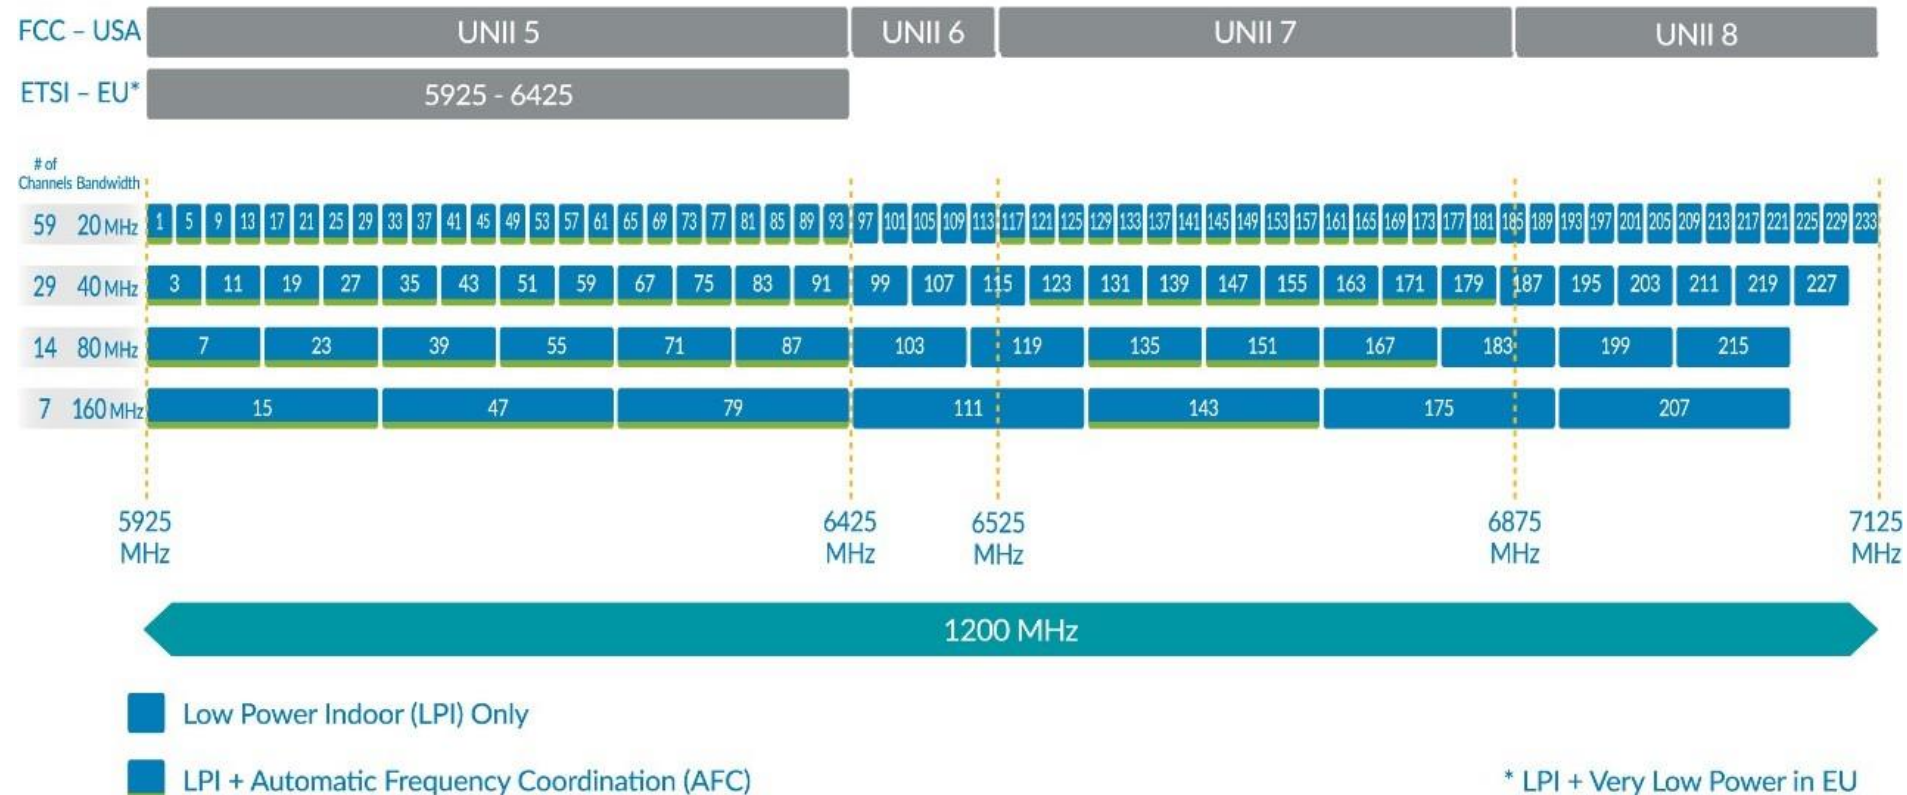 FCC – USA UNII 5 UNII 6 UNII 7 UNII 8
ETSI – EU* 5925 - 6425
# of
Channels Bandwidth
59 20 MHz 1 5 9 13 17 21 25 29 33 37 41 45 49 53 57 61 65 69 73 77 81 85 89 93 97 101 105 109 113 117 121 125 129 133 137 141 145 149 153 157 161 165 169 173 177 181 185 189 193 197 201 205 209 213 217 221 225 229 233
29 40 MHz 3 11 19 27 35 43 51 59 67 75 83 91 99 107 115 123 131 139 147 155 163 171 179 187 195 203 211 219 227
14 80 MHz 7 23 39 55 71 87 103 119 135 151 167 183 199 215
7 160 MHz 15 47 79 111 143 175 207
5925 6425 6525 6875 7125
MHz MHz MHz MHz MHz
1200 MHz
Low Power Indoor (LPI) Only
LPI + Automatic Frequency Coordination (AFC) * LPI + Very Low Power in EU